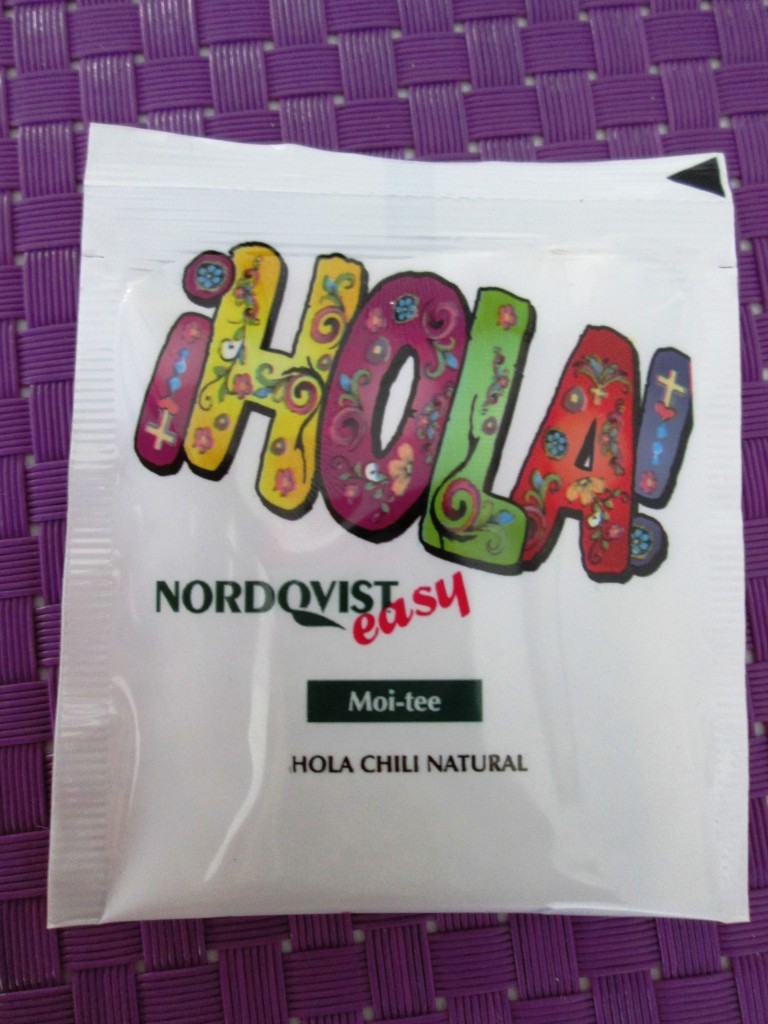 ¡HOLA!
NORDQVIST
easy
Moi-tee
HOLA CHILI NATURAL